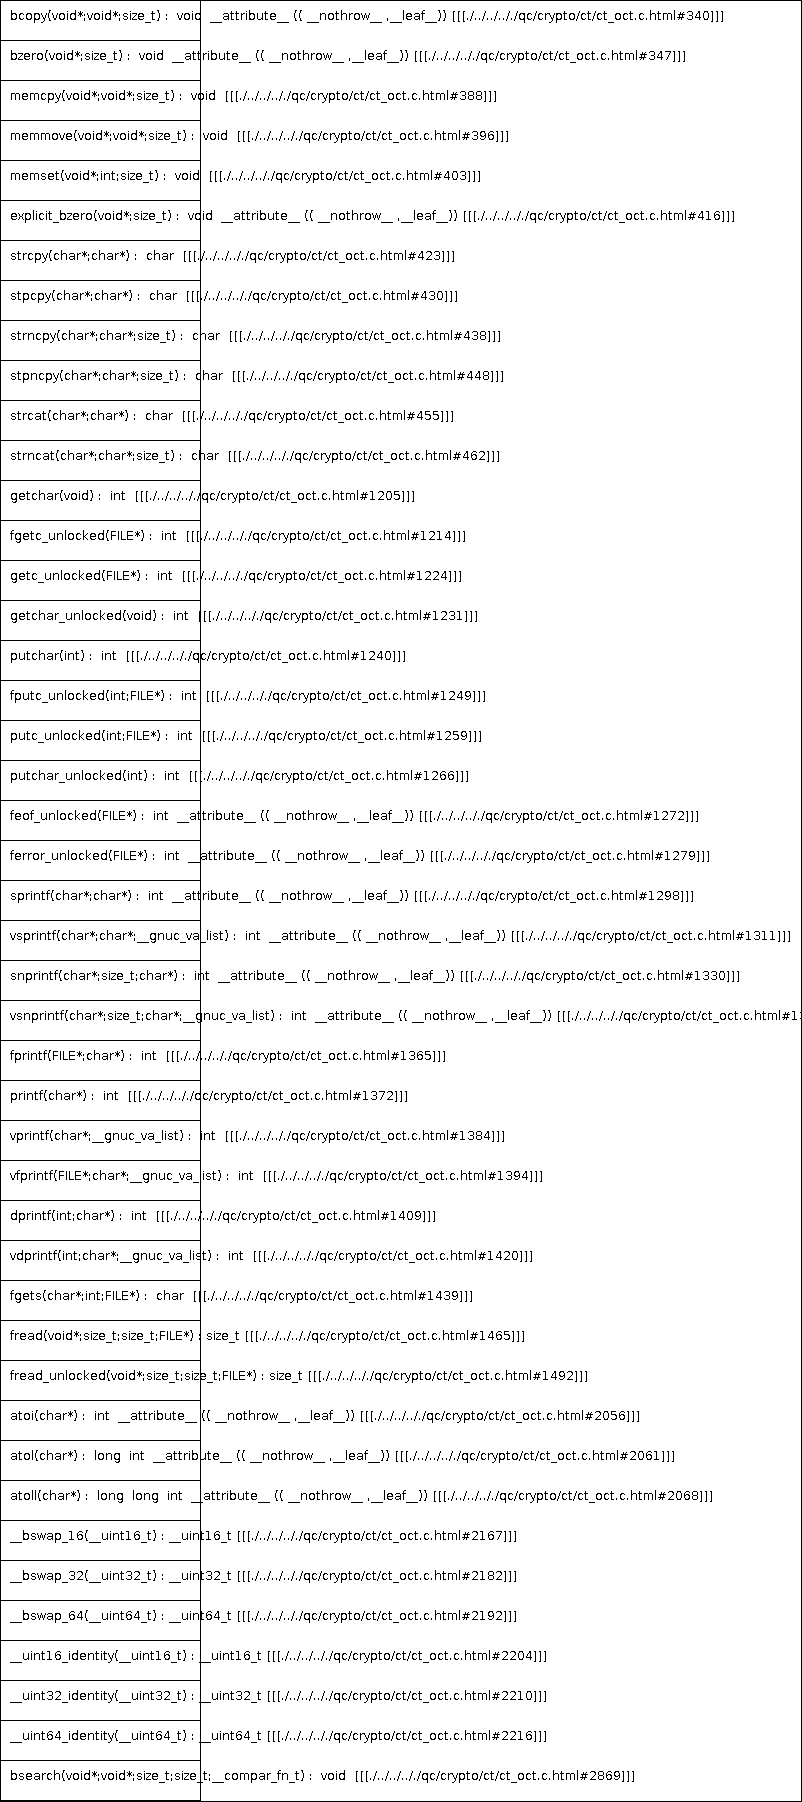 bcopy(void*;void*;size_t) :  void  __attribute__ (( __nothrow__ ,__leaf__)) [[[./../../../../qc/crypto/ct/ct_oct.c.html#340]]]
bzero(void*;size_t) :  void  __attribute__ (( __nothrow__ ,__leaf__)) [[[./../../../../qc/crypto/ct/ct_oct.c.html#347]]]
memcpy(void*;void*;size_t) :  void  [[[./../../../../qc/crypto/ct/ct_oct.c.html#388]]]
memmove(void*;void*;size_t) :  void  [[[./../../../../qc/crypto/ct/ct_oct.c.html#396]]]
memset(void*;int;size_t) :  void  [[[./../../../../qc/crypto/ct/ct_oct.c.html#403]]]
explicit_bzero(void*;size_t) :  void  __attribute__ (( __nothrow__ ,__leaf__)) [[[./../../../../qc/crypto/ct/ct_oct.c.html#416]]]
strcpy(char*;char*) :  char  [[[./../../../../qc/crypto/ct/ct_oct.c.html#423]]]
stpcpy(char*;char*) :  char  [[[./../../../../qc/crypto/ct/ct_oct.c.html#430]]]
strncpy(char*;char*;size_t) :  char  [[[./../../../../qc/crypto/ct/ct_oct.c.html#438]]]
stpncpy(char*;char*;size_t) :  char  [[[./../../../../qc/crypto/ct/ct_oct.c.html#448]]]
strcat(char*;char*) :  char  [[[./../../../../qc/crypto/ct/ct_oct.c.html#455]]]
strncat(char*;char*;size_t) :  char  [[[./../../../../qc/crypto/ct/ct_oct.c.html#462]]]
getchar(void) :  int  [[[./../../../../qc/crypto/ct/ct_oct.c.html#1205]]]
fgetc_unlocked(FILE*) :  int  [[[./../../../../qc/crypto/ct/ct_oct.c.html#1214]]]
getc_unlocked(FILE*) :  int  [[[./../../../../qc/crypto/ct/ct_oct.c.html#1224]]]
getchar_unlocked(void) :  int  [[[./../../../../qc/crypto/ct/ct_oct.c.html#1231]]]
putchar(int) :  int  [[[./../../../../qc/crypto/ct/ct_oct.c.html#1240]]]
fputc_unlocked(int;FILE*) :  int  [[[./../../../../qc/crypto/ct/ct_oct.c.html#1249]]]
putc_unlocked(int;FILE*) :  int  [[[./../../../../qc/crypto/ct/ct_oct.c.html#1259]]]
putchar_unlocked(int) :  int  [[[./../../../../qc/crypto/ct/ct_oct.c.html#1266]]]
feof_unlocked(FILE*) :  int  __attribute__ (( __nothrow__ ,__leaf__)) [[[./../../../../qc/crypto/ct/ct_oct.c.html#1272]]]
ferror_unlocked(FILE*) :  int  __attribute__ (( __nothrow__ ,__leaf__)) [[[./../../../../qc/crypto/ct/ct_oct.c.html#1279]]]
sprintf(char*;char*) :  int  __attribute__ (( __nothrow__ ,__leaf__)) [[[./../../../../qc/crypto/ct/ct_oct.c.html#1298]]]
vsprintf(char*;char*;__gnuc_va_list) :  int  __attribute__ (( __nothrow__ ,__leaf__)) [[[./../../../../qc/crypto/ct/ct_oct.c.html#1311]]]
snprintf(char*;size_t;char*) :  int  __attribute__ (( __nothrow__ ,__leaf__)) [[[./../../../../qc/crypto/ct/ct_oct.c.html#1330]]]
vsnprintf(char*;size_t;char*;__gnuc_va_list) :  int  __attribute__ (( __nothrow__ ,__leaf__)) [[[./../../../../qc/crypto/ct/ct_oct.c.html#1
fprintf(FILE*;char*) :  int  [[[./../../../../qc/crypto/ct/ct_oct.c.html#1365]]]
printf(char*) :  int  [[[./../../../../qc/crypto/ct/ct_oct.c.html#1372]]]
vprintf(char*;__gnuc_va_list) :  int  [[[./../../../../qc/crypto/ct/ct_oct.c.html#1384]]]
vfprintf(FILE*;char*;__gnuc_va_list) :  int  [[[./../../../../qc/crypto/ct/ct_oct.c.html#1394]]]
dprintf(int;char*) :  int  [[[./../../../../qc/crypto/ct/ct_oct.c.html#1409]]]
vdprintf(int;char*;__gnuc_va_list) :  int  [[[./../../../../qc/crypto/ct/ct_oct.c.html#1420]]]
fgets(char*;int;FILE*) :  char  [[[./../../../../qc/crypto/ct/ct_oct.c.html#1439]]]
fread(void*;size_t;size_t;FILE*) : size_t [[[./../../../../qc/crypto/ct/ct_oct.c.html#1465]]]
fread_unlocked(void*;size_t;size_t;FILE*) : size_t [[[./../../../../qc/crypto/ct/ct_oct.c.html#1492]]]
atoi(char*) :  int  __attribute__ (( __nothrow__ ,__leaf__)) [[[./../../../../qc/crypto/ct/ct_oct.c.html#2056]]]
atol(char*) :  long  int  __attribute__ (( __nothrow__ ,__leaf__)) [[[./../../../../qc/crypto/ct/ct_oct.c.html#2061]]]
atoll(char*) :  long  long  int  __attribute__ (( __nothrow__ ,__leaf__)) [[[./../../../../qc/crypto/ct/ct_oct.c.html#2068]]]
__bswap_16(__uint16_t) : __uint16_t [[[./../../../../qc/crypto/ct/ct_oct.c.html#2167]]]
__bswap_32(__uint32_t) : __uint32_t [[[./../../../../qc/crypto/ct/ct_oct.c.html#2182]]]
__bswap_64(__uint64_t) : __uint64_t [[[./../../../../qc/crypto/ct/ct_oct.c.html#2192]]]
__uint16_identity(__uint16_t) : __uint16_t [[[./../../../../qc/crypto/ct/ct_oct.c.html#2204]]]
__uint32_identity(__uint32_t) : __uint32_t [[[./../../../../qc/crypto/ct/ct_oct.c.html#2210]]]
__uint64_identity(__uint64_t) : __uint64_t [[[./../../../../qc/crypto/ct/ct_oct.c.html#2216]]]
bsearch(void*;void*;size_t;size_t;__compar_fn_t) :  void  [[[./../../../../qc/crypto/ct/ct_oct.c.html#2869]]]